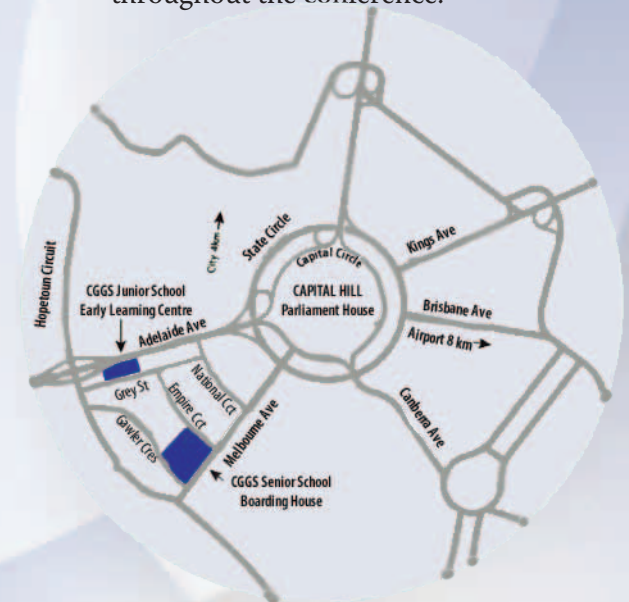 throughout the conference.
City 4km
State Circle
Capital Circle
Kings Ave
Hopetoun Circuit
CGGS Junior School
Early Learning Centre
CAPITAL HILL
Parliament House
Adelaide Ave
Brisbane Ave
Airport 8 km
Grey St
National Cct
Empire Cct
Gawler Cres
Melbourne Ave
Canberra Ave
CGGS Senior School
Boarding House